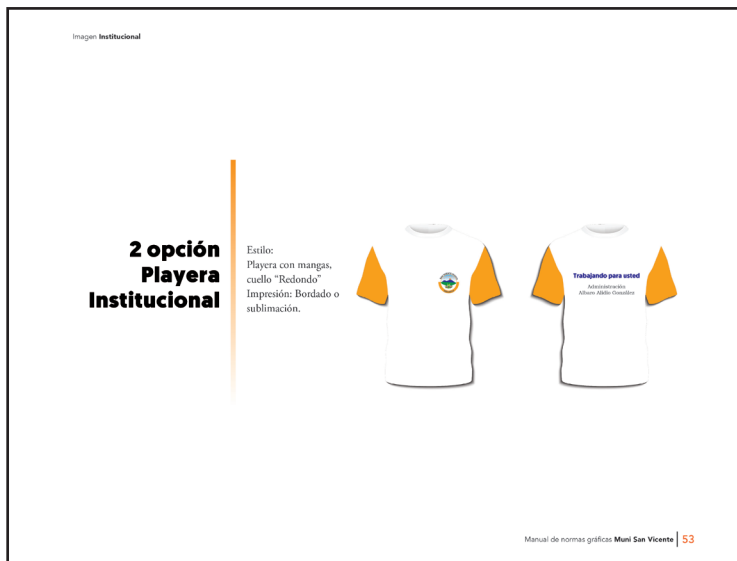 Imagen Institucional
2 opción
Playera
Institucional
Estilo:
Playera con mangas,
cuello “Redondo”
Impresión: Bordado o
sublimación.
Trabajando para usted
Administración
Manual de normas gráficas Muni San Vicente
53